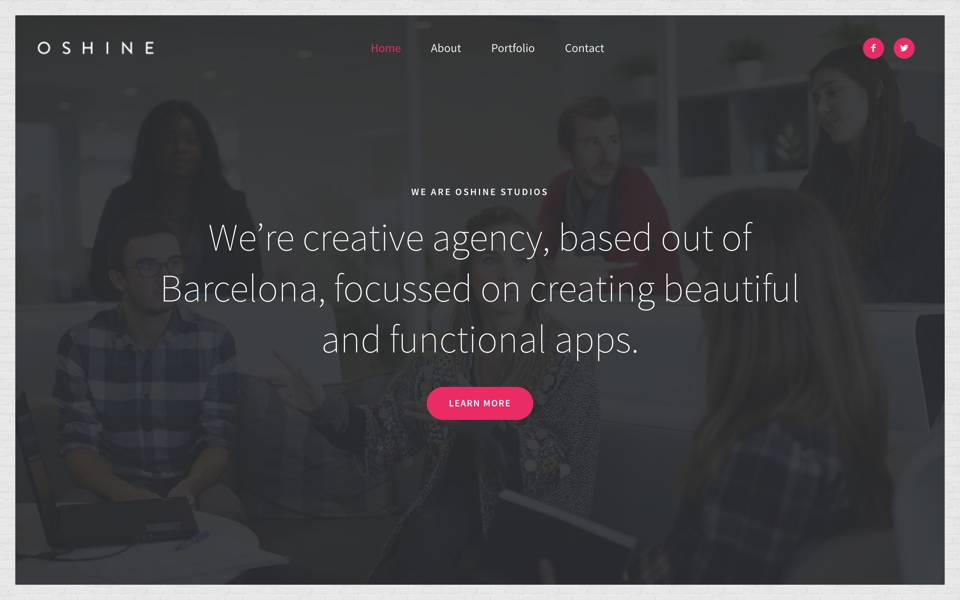 OSHINE
Home About Portfolio Contact
WE ARE OSHINE STUDIOS
We’re creative agency, based out of
Barcelona, focussed on creating beautiful
and functional apps.
LEARN MORE